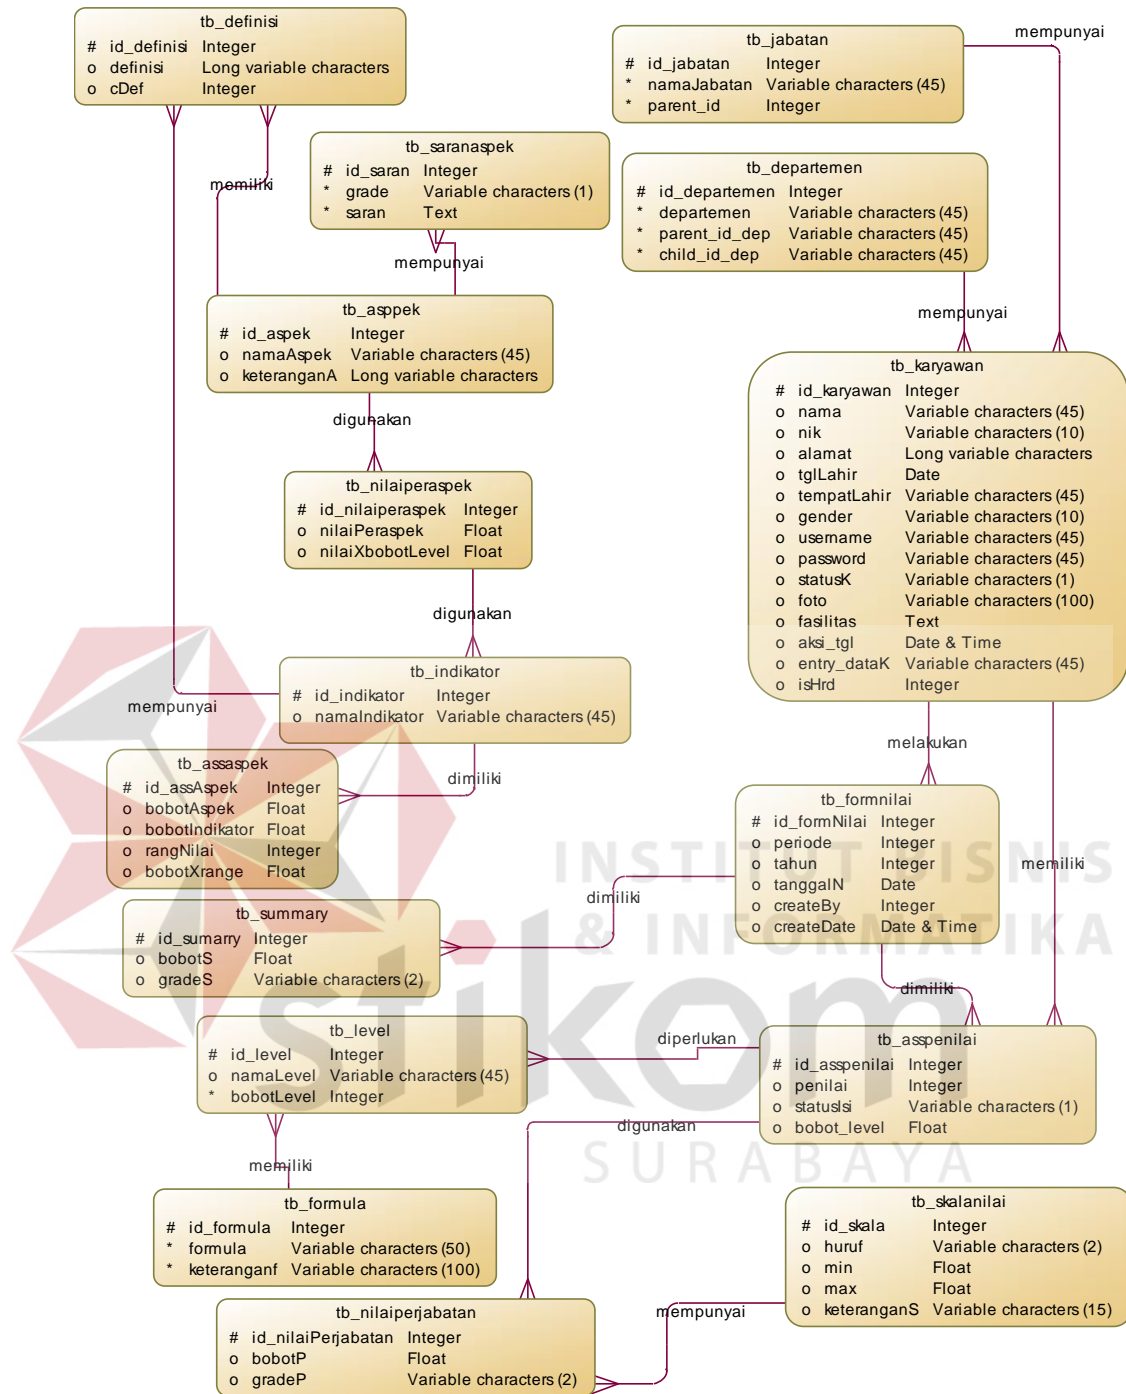 tb_definisi
# id_definisi Integer
o definisi Long variable characters
o cDef Integer
tb_jabatan
# id_jabatan Integer
* namaJabatan Variable characters (45)
* parent_id Integer
mempunyai
tb_saranaspek
# id_saran Integer
* grade Variable characters (1)
* saran Text
memiliki
mempunyai
tb_departemen
# id_departemen Integer
* departemen Variable characters (45)
* parent_id_dep Variable characters (45)
* child_id_dep Variable characters (45)
mempunyai
tb_asppek
# id_aspek Integer
o namaAspek Variable characters (45)
o keteranganA Long variable characters
digunakan
tb_karyawan
# id_karyawan Integer
o nama Variable characters (45)
o nik Variable characters (10)
o alamat Long variable characters
o tglLahir Date
o tempatLahir Variable characters (45)
o gender Variable characters (10)
o username Variable characters (45)
o password Variable characters (45)
o statusK Variable characters (1)
o foto Variable characters (100)
o fasilitas Text
o aksi_tgl Date & Time
o entry_dataK Variable characters (45)
o isHrd Integer
tb_nilaiperaspek
# id_nilaiperaspek Integer
o nilaiPeraspek Float
o nilaiXbobotLevel Float
digunakan
tb_indikator
# id_indikator Integer
o namaIndikator Variable characters (45)
mempunyai
dimiliki
melakukan
tb_assaspek
# id_assAspek Integer
o bobotAspek Float
o bobotIndikator Float
o rangNilai Integer
o bobotXrange Float
tb_formnilai
# id_formNilai Integer
o periode Integer
o tahun Integer
o tanggalN Date
o createBy Integer
o createDate Date & Time
memiliki
dimiliki
INSTITUT BISNIS
& INFORMATIKA
stikom
SURABAYA
tb_summary
# id_sumarry Integer
o bobotS Float
o gradeS Variable characters (2)
dimiliki
tb_level
# id_level Integer
o namaLevel Variable characters (45)
* bobotLevel Integer
diperlukan
tb_asspenilai
# id_asspenilai Integer
o penilai Integer
o statusIsi Variable characters (1)
o bobot_level Float
digunakan
memiliki
tb_formula
# id_formula Integer
* formula Variable characters (50)
* keteranganf Variable characters (100)
tb_skalanilai
# id_skala Integer
o huruf Variable characters (2)
o min Float
o max Float
o keteranganS Variable characters (15)
mempunyai
tb_nilaiperjabatan
# id_nilaiPerjabatan Integer
o bobotP Float
o gradeP Variable characters (2)